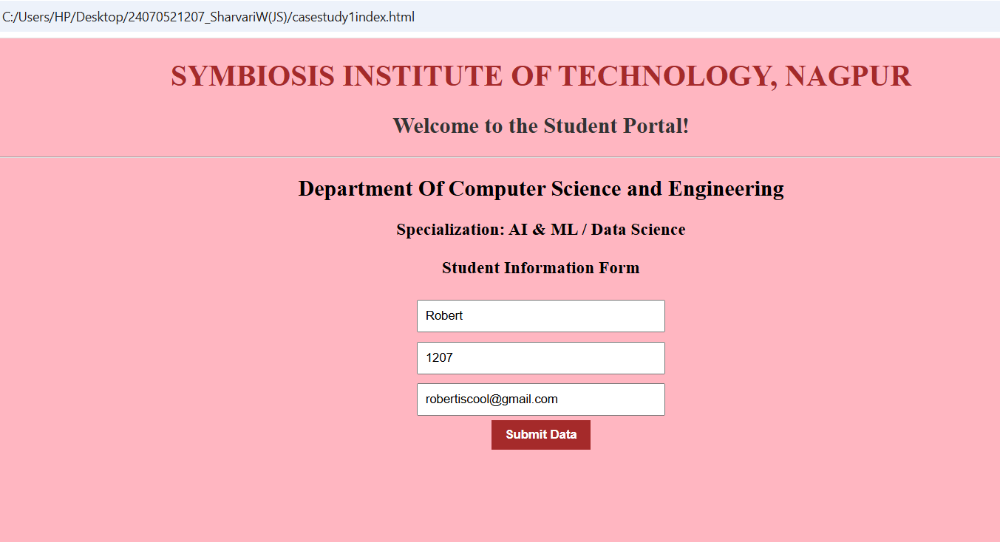 C:/Users/HP/Desktop/24070521207_SharvariW(JS)/casestudy1index.html
SYMBIOSIS INSTITUTE OF TECHNOLOGY, NAGPUR
Welcome to the Student Portal!
Department Of Computer Science and Engineering
Specialization: AI & ML / Data Science
Student Information Form
Robert
1207
robertiscool@gmail.com
Submit Data